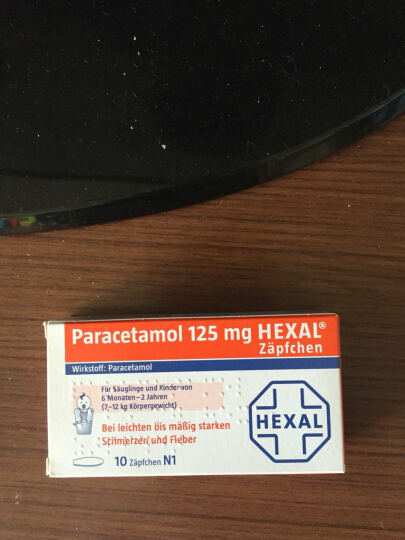 Paracetamol 125 mg HEXAL®
Zäpfchen
Wirkstoff: Paracetamol
Für Säuglinge und Kinder von
6 Monaten–2 Jahren
(7–12 kg Körpergewicht)
Bei leichten bis mäßig starken
Schmerzen und Fieber
10 Zäpfchen N1
HEXAL